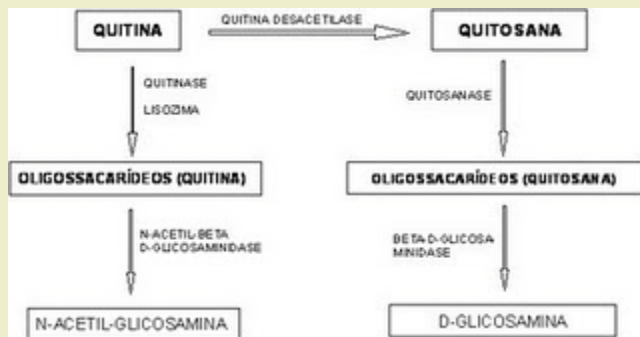 QUITINA
QUITINA DESACETILASE
QUITOSANA
QUITINASE
LISOZIMA
QUITOSANASE
OLIGOSSACARÍDEOS (QUITINA)
OLIGOSSACARÍDEOS (QUITOSANA)
N-ACETIL-BETA
D-GLICOSAMINIDASE
BETA D-GLICOSA
MINIDASE
N-ACETIL-GLICOSAMINA
D-GLICOSAMINA